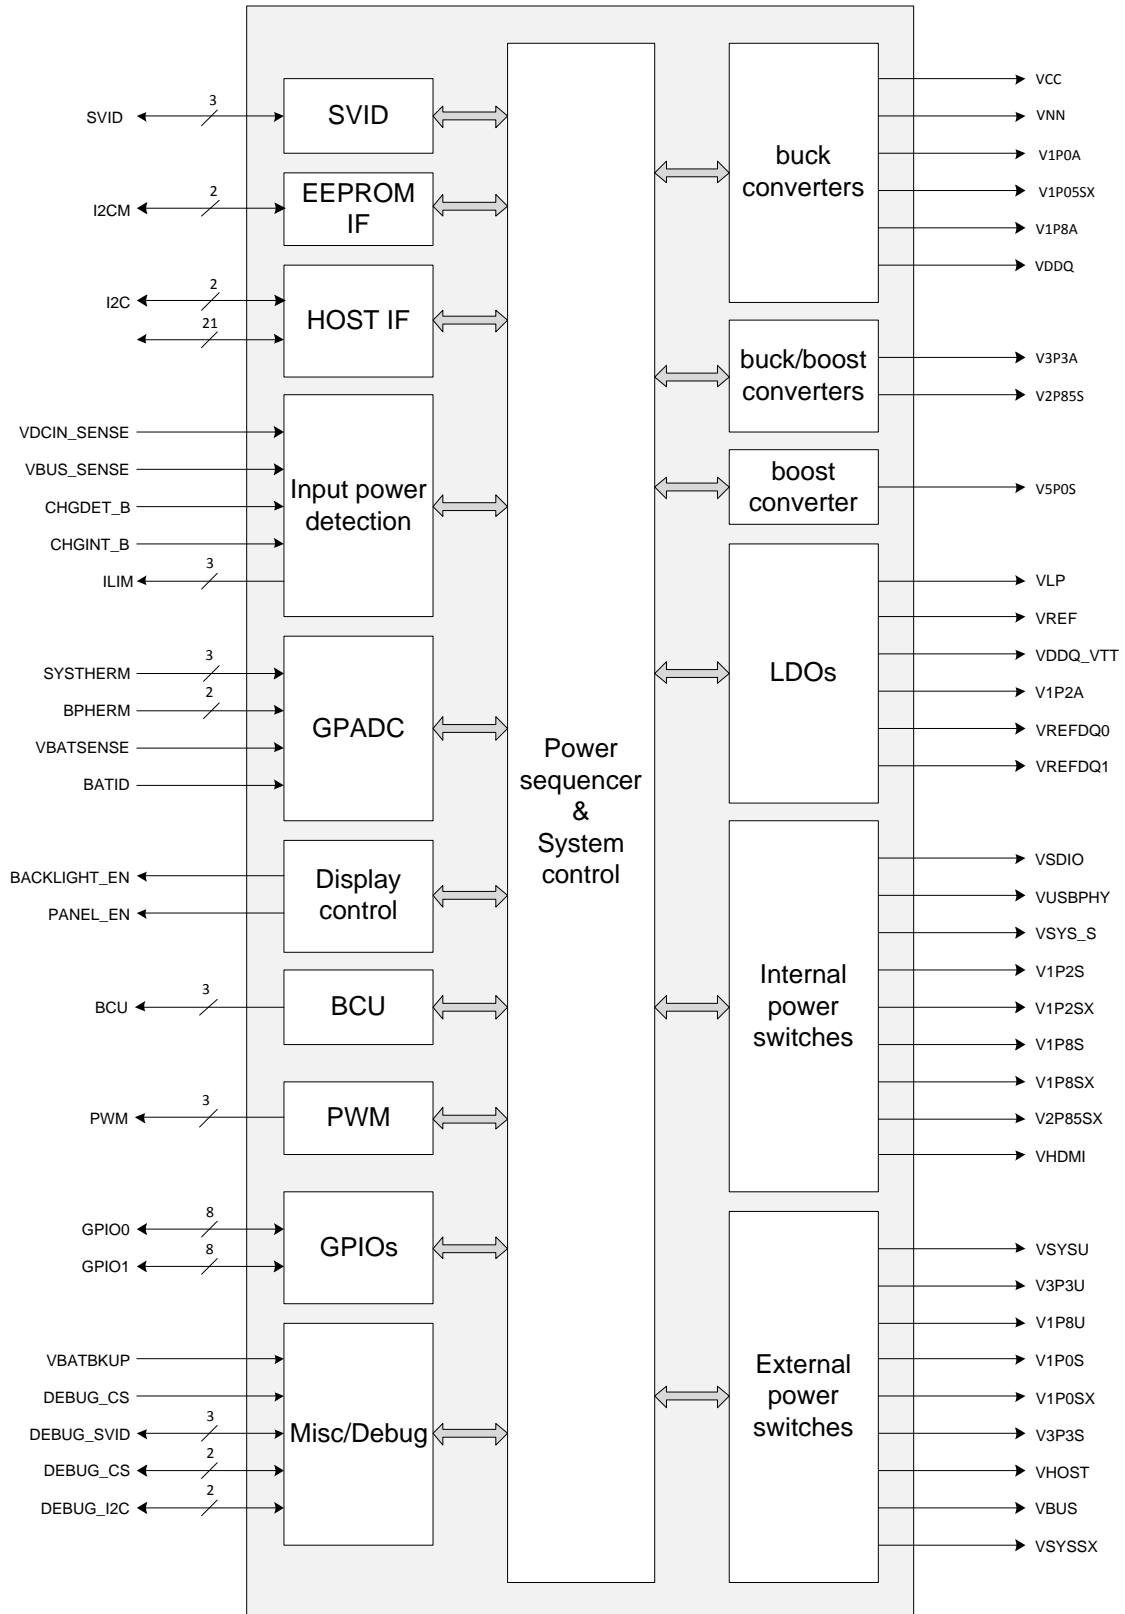 3
SVID
SVID
2
I2CM
EEPROM
IF
2
I2C
21
HOST IF
VDCIN_SENSE
VBUS_SENSE
CHGDET_B
CHGINT_B
3
ILIM
Input power
detection
3
SYSTHERM
2
BPHERM
VBATSENSE
BATID
GPADC
BACKLIGHT_EN
PANEL_EN
Display
control
3
BCU
BCU
3
PWM
PWM
8
GPIO0
8
GPIO1
GPIOs
VBATBKUP
DEBUG_CS
3
DEBUG_SVID
2
DEBUG_CS
2
DEBUG_I2C
Misc/Debug
Power
sequencer
&
System
control
buck
converters
VCC
VNN
V1P0A
V1P05SX
V1P8A
VDDQ
buck/boost
converters
V3P3A
V2P85S
boost
converter
V5P0S
LDOs
VLP
VREF
VDDQ_VTT
V1P2A
VREFDQ0
VREFDQ1
Internal
power
switches
VSDIO
VUSBPHY
VSYS_S
V1P2S
V1P2SX
V1P8S
V1P8SX
V2P85SX
VHDMI
External
power
switches
VSYSU
V3P3U
V1P8U
V1P0S
V1P0SX
V3P3S
VHOST
VBUS
VSYSSX